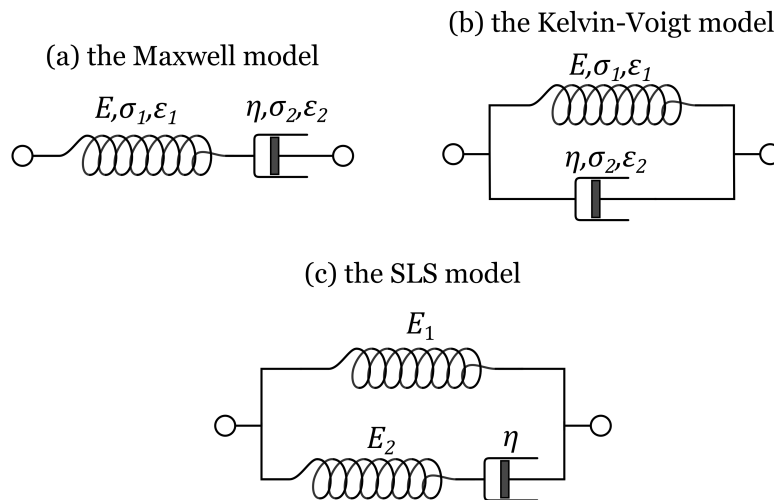 (b) the Kelvin-Voigt model
(a) the Maxwell model
E,σ₁,ε₁
E,σ₁,ε₁
η,σ₂,ε₂
η,σ₂,ε₂
(c) the SLS model
E₁
E₂
η